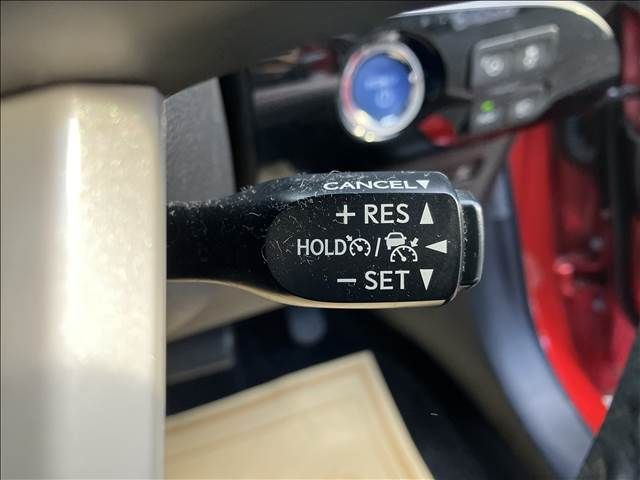 CANCEL▼
+ RES ▲
HOLD / ◀
− SET ▼